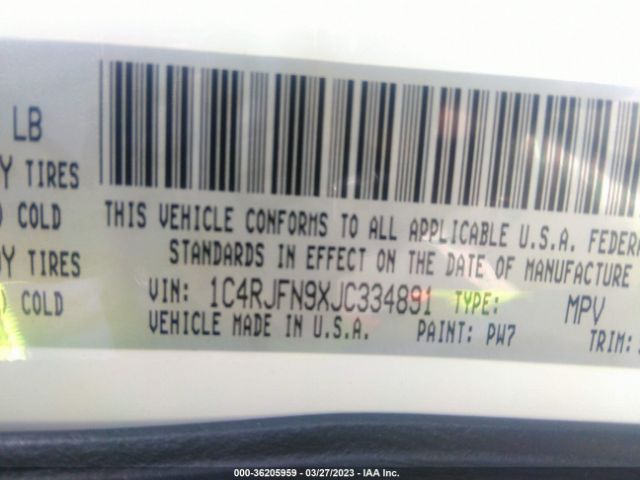 LB
TIRES
COLD
TIRES
COLD
THIS VEHICLE CONFORMS TO ALL APPLICABLE U.S.A. FEDERA
STANDARDS IN EFFECT ON THE DATE OF MANUFACTURE
VIN: 1C4RJFN9XJC334891 TYPE: MPV
VEHICLE MADE IN U.S.A. PAINT: PW7 TRIM:
000-36205959 - 03/27/2023 - IAA Inc.